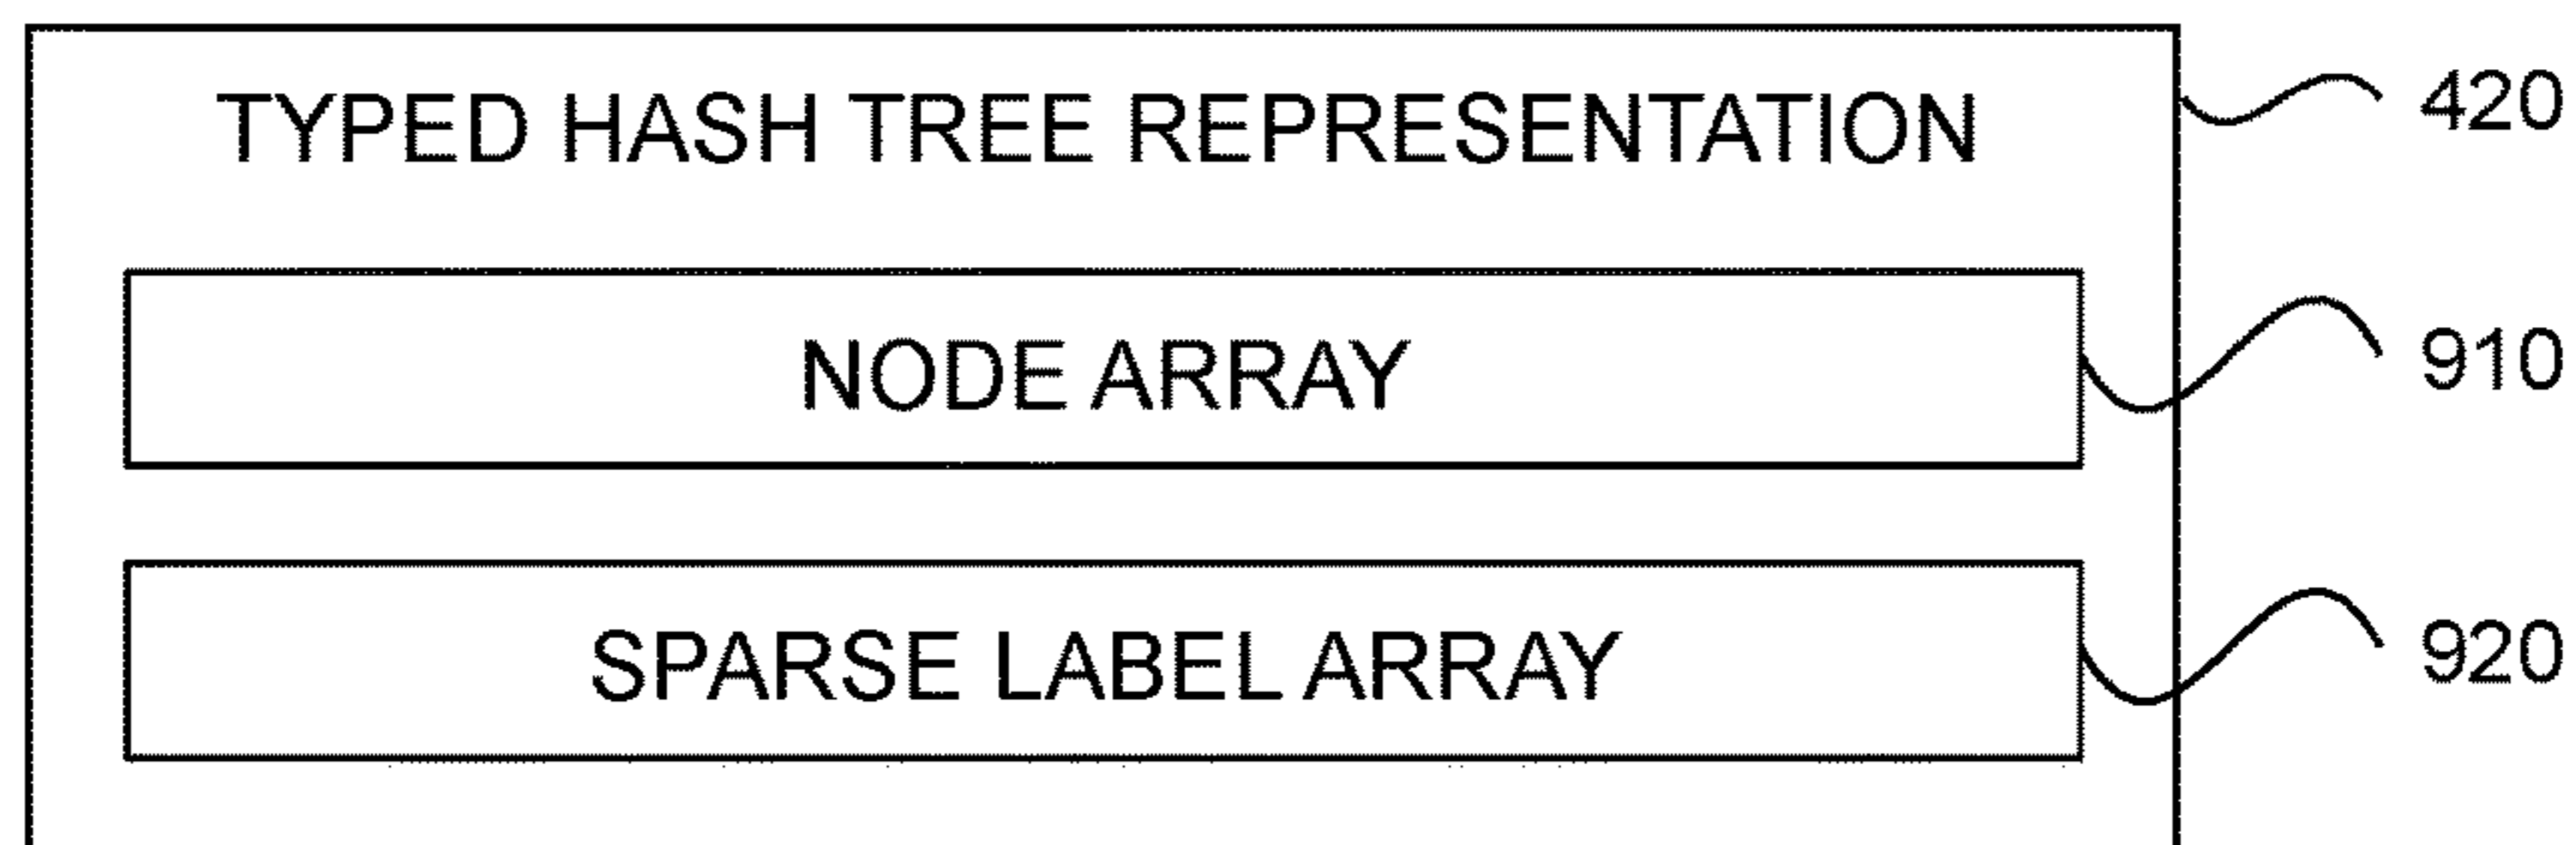 TYPED HASH TREE REPRESENTATION 420
NODE ARRAY 910
SPARSE LABEL ARRAY 920